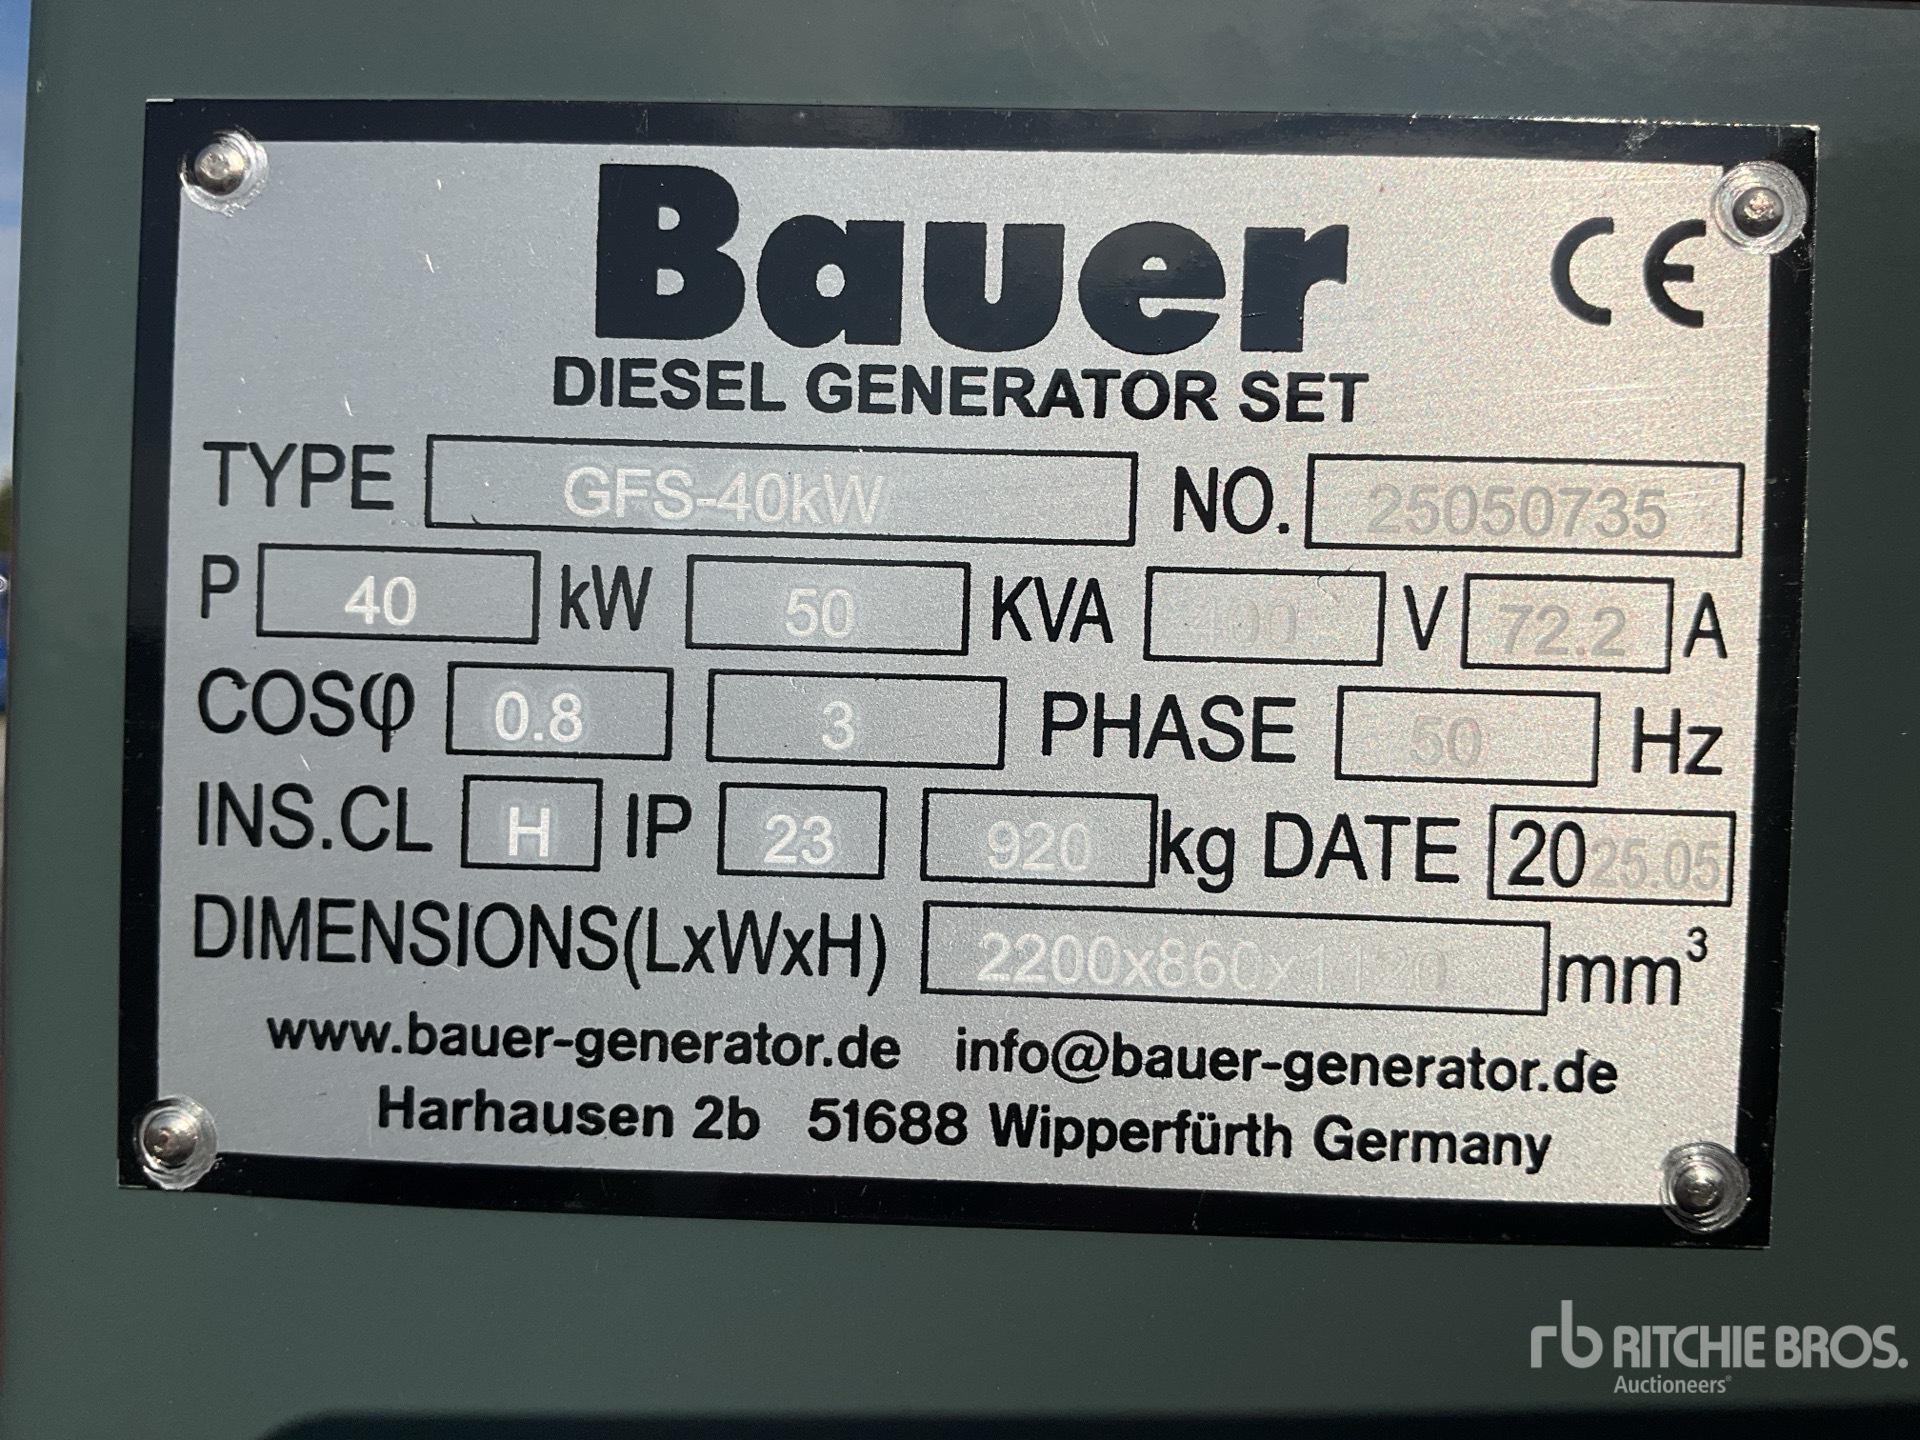 Bauer CE
DIESEL GENERATOR SET
TYPE GFS-40kW NO. 25050735
P 40 kW 50 KVA 400 V 72.2 A
COSφ 0.8 3 PHASE 50 Hz
INS.CL H IP 23 920 kg DATE 2025.05
DIMENSIONS(LxWxH) 2200x860x1120 mm³
www.bauer-generator.de info@bauer-generator.de
Harhausen 2b 51688 Wipperfürth Germany
rb RITCHIE BROS.
Auctioneers®